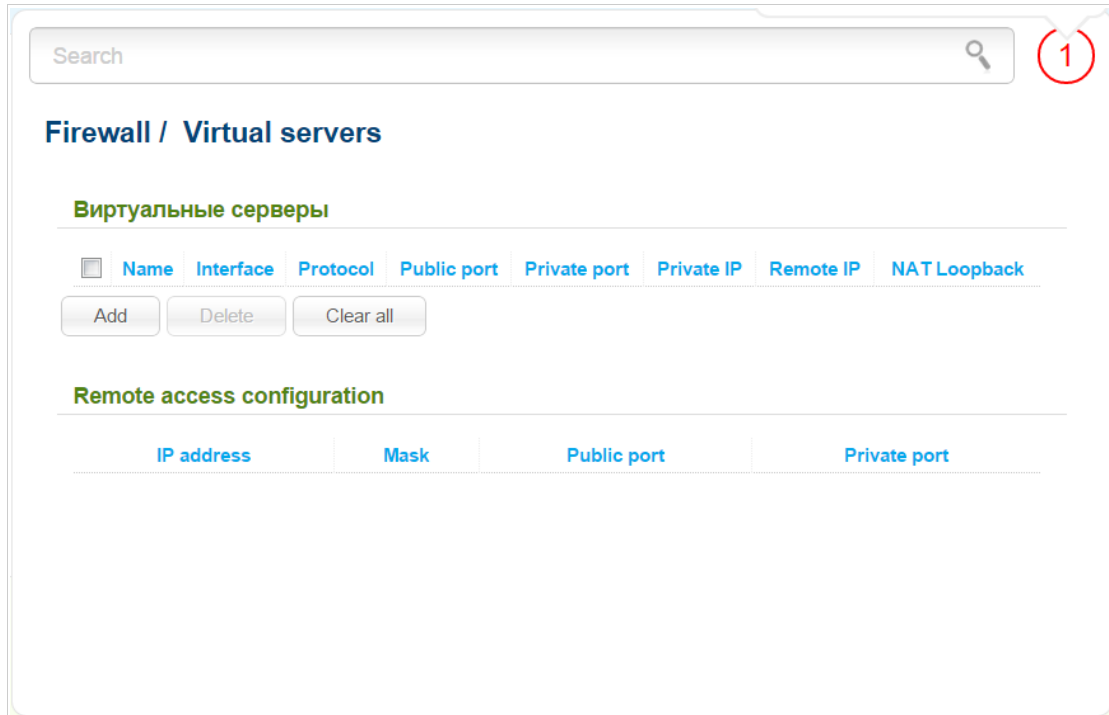 Search
1
Firewall / Virtual servers
Виртуальные серверы
Name Interface Protocol Public port Private port Private IP Remote IP NAT Loopback
Add Delete Clear all
Remote access configuration
IP address Mask Public port Private port